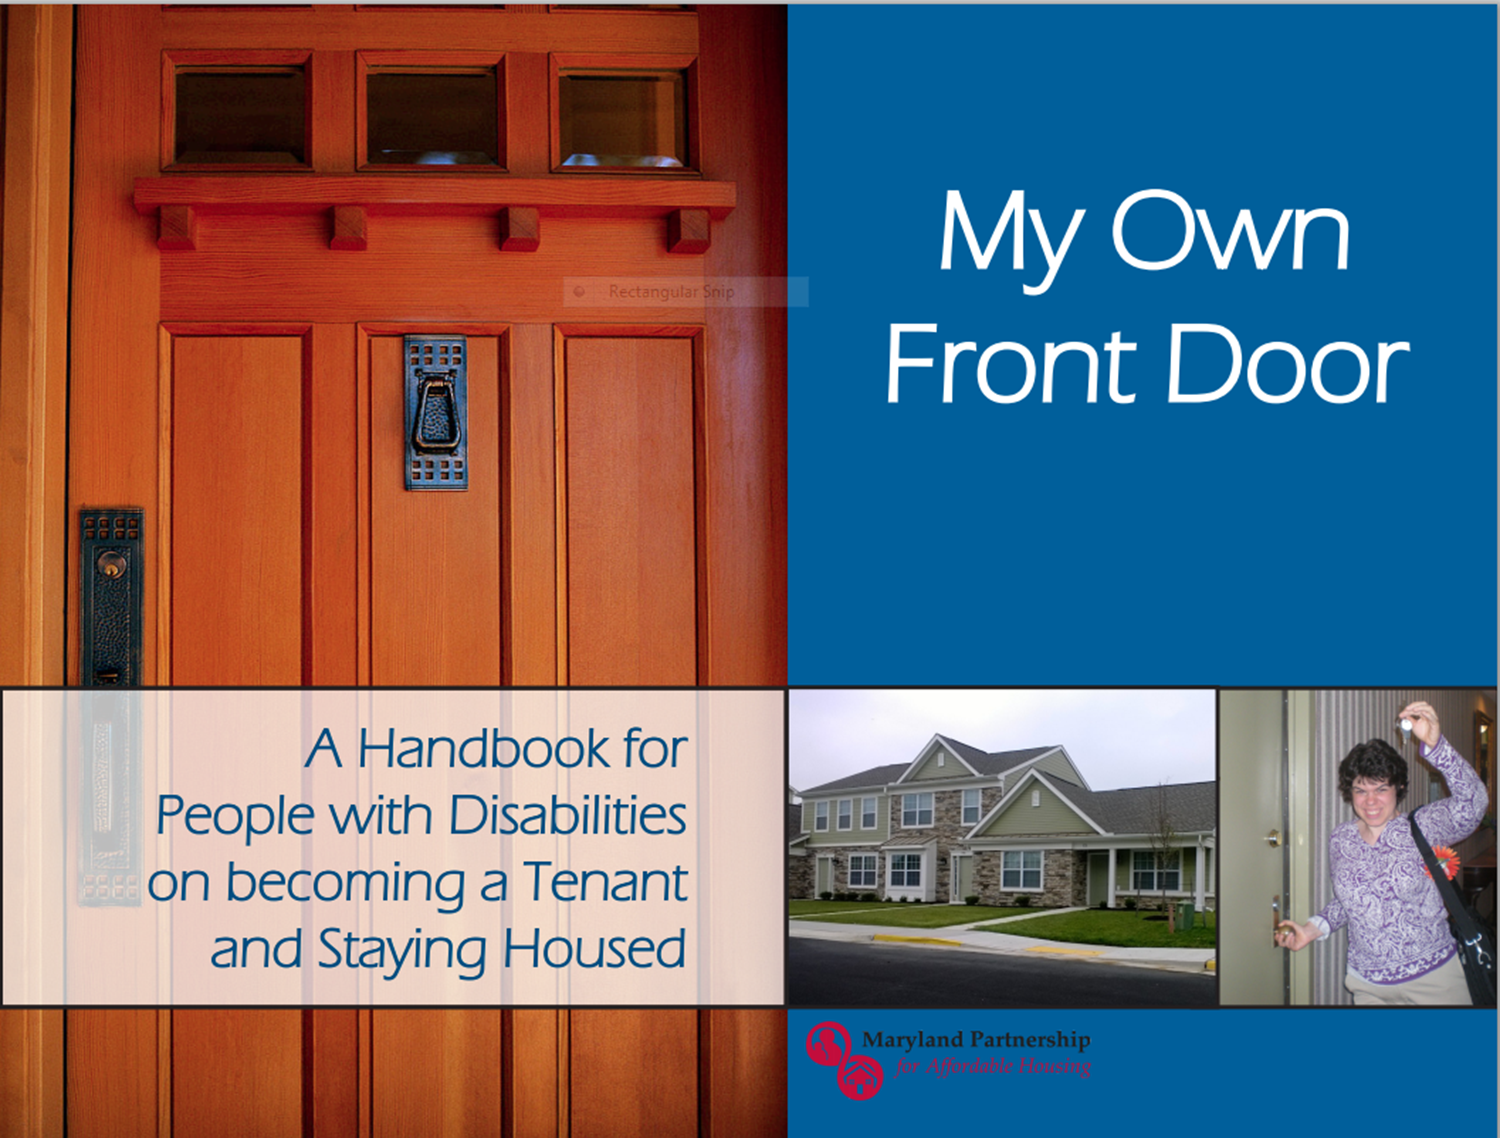 My Own
Front Door
Rectangular Snip
A Handbook for
People with Disabilities
on becoming a Tenant
and Staying Housed
Maryland Partnership
for Affordable Housing